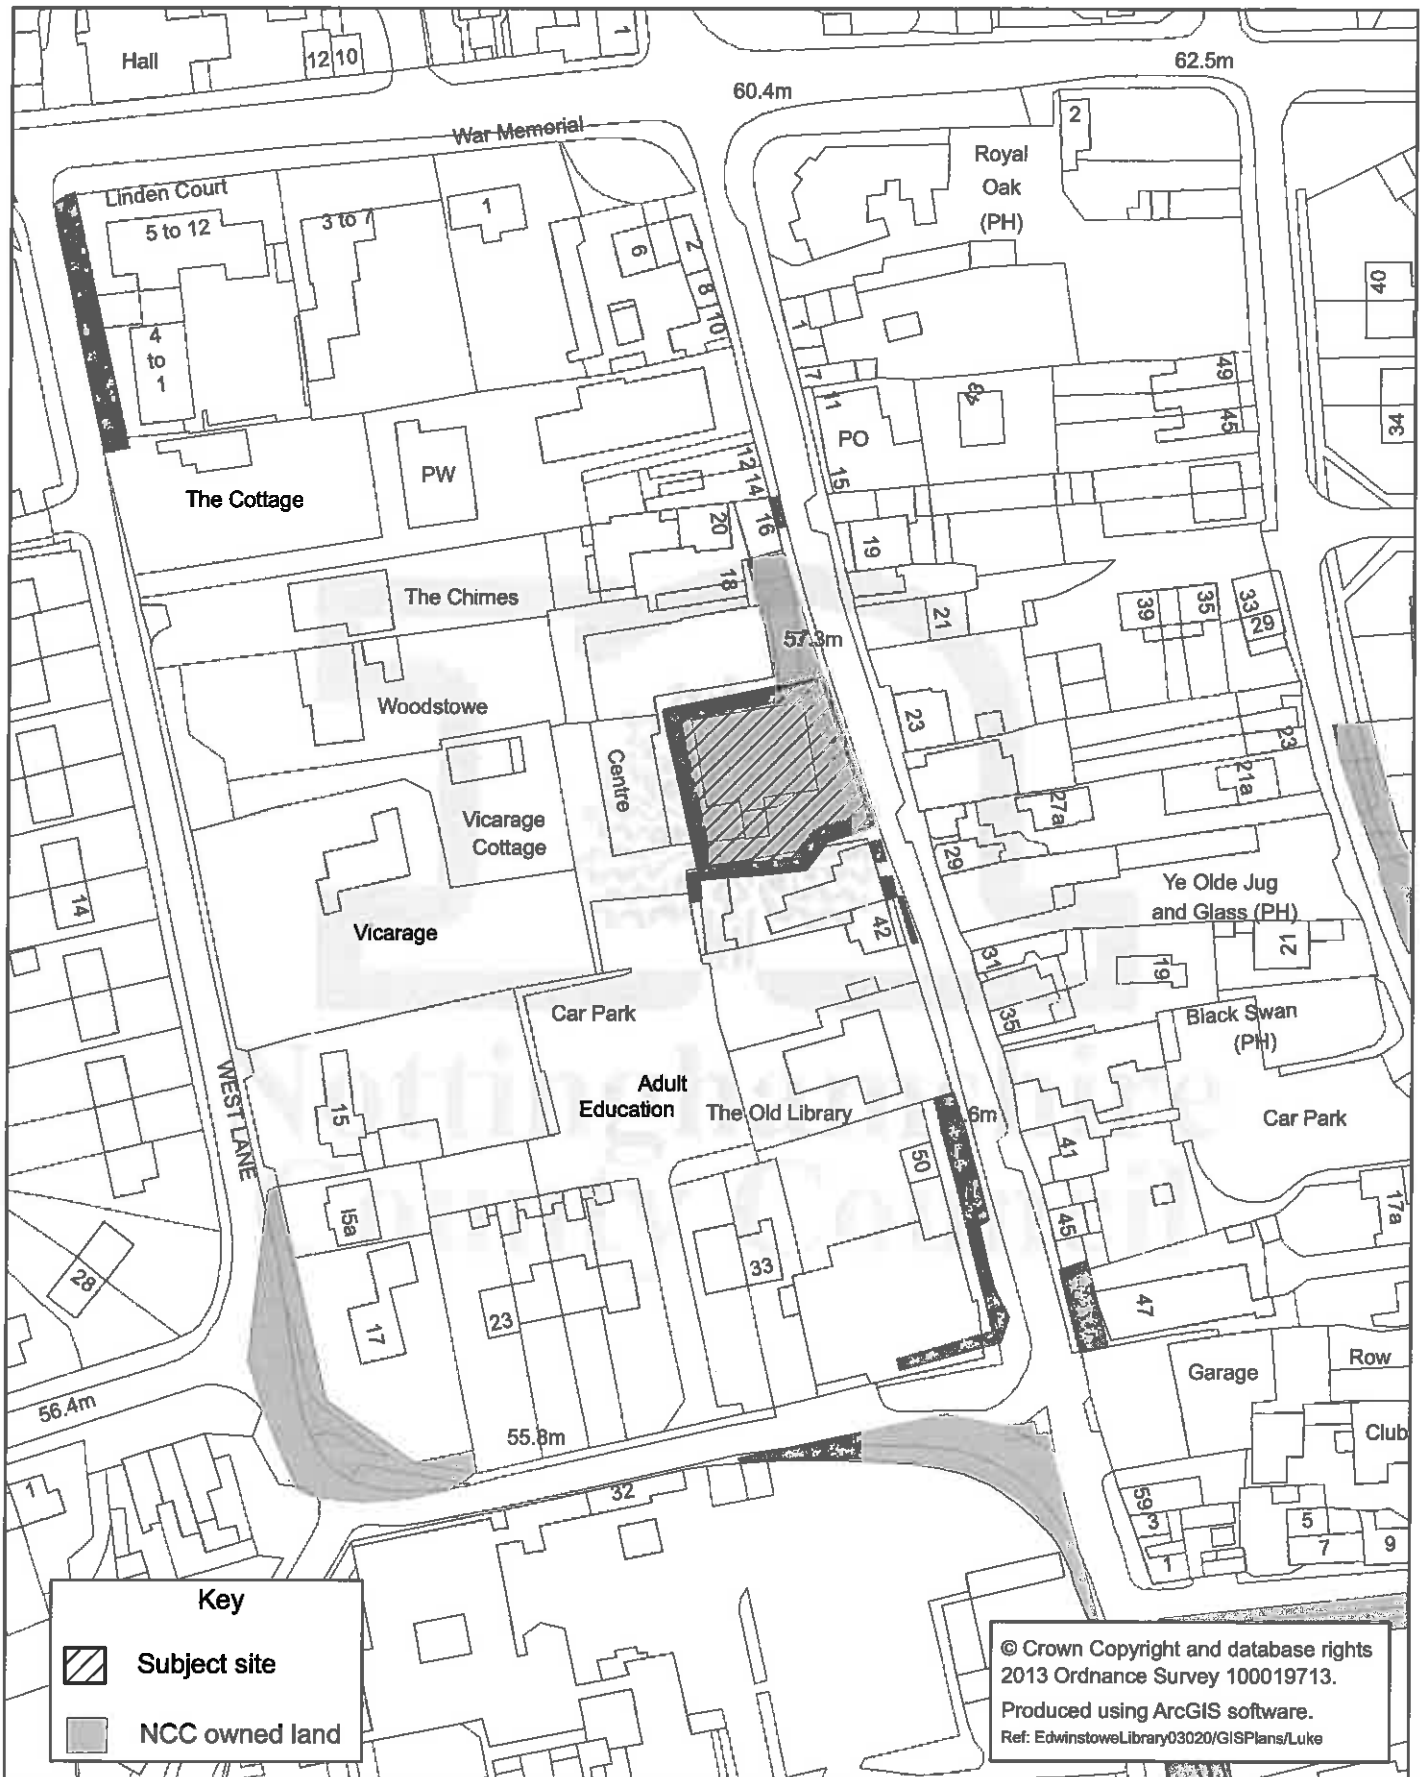 Hall
12
10
1
62.5m
60.4m
War Memorial
2
Royal
Oak
(PH)
Linden Court
5 to 12
3 to 7
1
6
2
8
10
40
4
to
1
1
7
11
49
45
34
PO
15
PW
12
14
The Cottage
16
20
19
The Chimes
18
21
39
35
33
29
57.3m
Woodstowe
23
23
Centre
21a
27a
Vicarage
Cottage
29
Ye Olde Jug
and Glass (PH)
14
Vicarage
42
21
31
19
Car Park
35
Black Swan
(PH)
WEST LANE
Nottinghamshire
County Council
Adult
Education
The Old Library
6m
Car Park
15
50
41
15a
45
17a
33
28
23
17
47
Row
Garage
56.4m
55.8m
Club
1
32
59
3
1
5
7
9
Key
Subject site
NCC owned land
© Crown Copyright and database rights
2013 Ordnance Survey 100019713.
Produced using ArcGIS software.
Ref: EdwinstoweLibrary03020/GISPlans/Luke